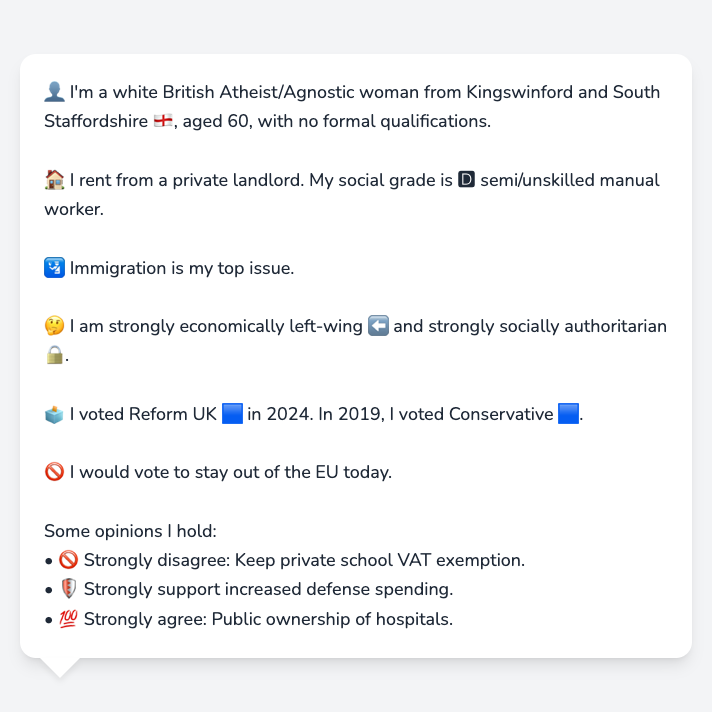 👤 I'm a white British Atheist/Agnostic woman from Kingswinford and South
Staffordshire 🏴󠁧󠁢󠁥󠁮󠁧󠁿, aged 60, with no formal qualifications.
🏠 I rent from a private landlord. My social grade is 🅳 semi/unskilled manual
worker.
🛂 Immigration is my top issue.
🤔 I am strongly economically left-wing ⬅️ and strongly socially authoritarian
🔒.
🗳️ I voted Reform UK 🟦 in 2024. In 2019, I voted Conservative 🟦.
🚫 I would vote to stay out of the EU today.
Some opinions I hold:
• 🚫 Strongly disagree: Keep private school VAT exemption.
• 🛡️ Strongly support increased defense spending.
• 💯 Strongly agree: Public ownership of hospitals.